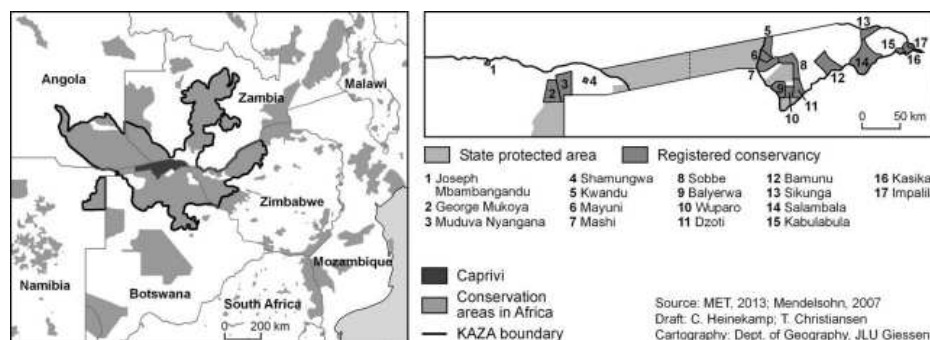 Angola
Zambia
Malawi
Zimbabwe
Mozambique
Namibia
Botswana
South Africa
0 200 km
13
5
17
15
1
6
4
8
16
7
3
14
2
12
9
11
10
0 50 km
State protected area
Registered conservancy
1 Joseph Mbambangandu
2 George Mukoya
3 Muduva Nyangana
4 Shamungwa
5 Kwandu
6 Mayuni
7 Mashi
8 Sobbe
9 Balyerwa
10 Wuparo
11 Dzoti
12 Bamunu
13 Sikunga
14 Salambala
15 Kabulabula
16 Kasika
17 Impalila
Caprivi
Conservation
areas in Africa
KAZA boundary
Source: MET, 2013; Mendelsohn, 2007
Draft: C. Heinekamp; T. Christiansen
Cartography: Dept. of Geography, JLU Giessen